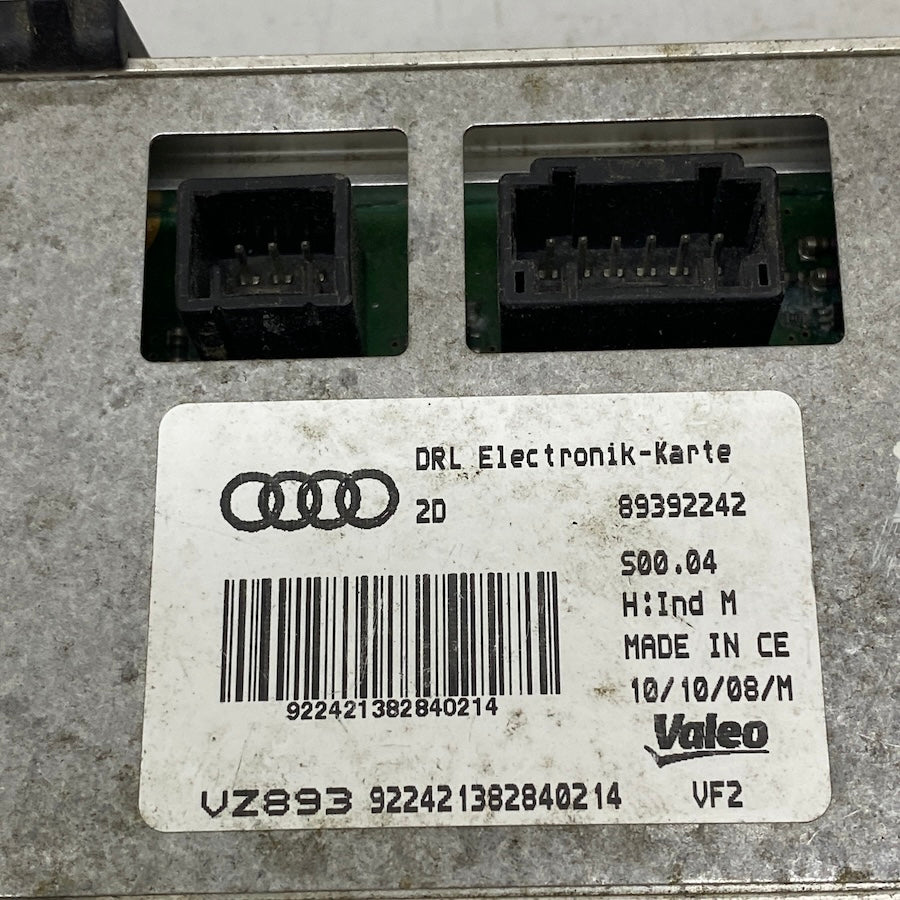 DRL Electronik-Karte
2D 89392242
S00.04
H:Ind M
MADE IN CE
10/10/08/M
922421382840214
Valeo
VZ893 922421382840214 VF2